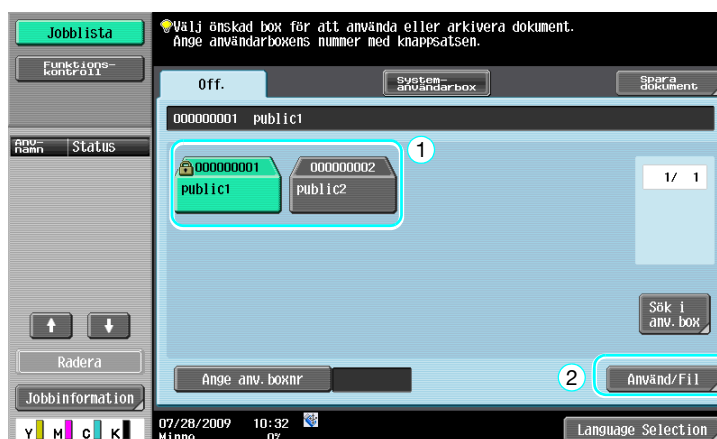 Jobblista
Funktions-
kontroll
Välj önskad box för att använda eller arkivera dokument.
Ange användarboxens nummer med knappsatsen.
Off.
System-
användarbox
Spara
dokument
000000001 public1
Anv-
namn
Status
1
000000001
public1
000000002
public2
1/ 1
Sök i
anv.box
Radera
Jobbinformation
Ange anv.boxnr
2
Använd/Fil
Y M C K
07/28/2009 10:32
Minne 0%
Language Selection